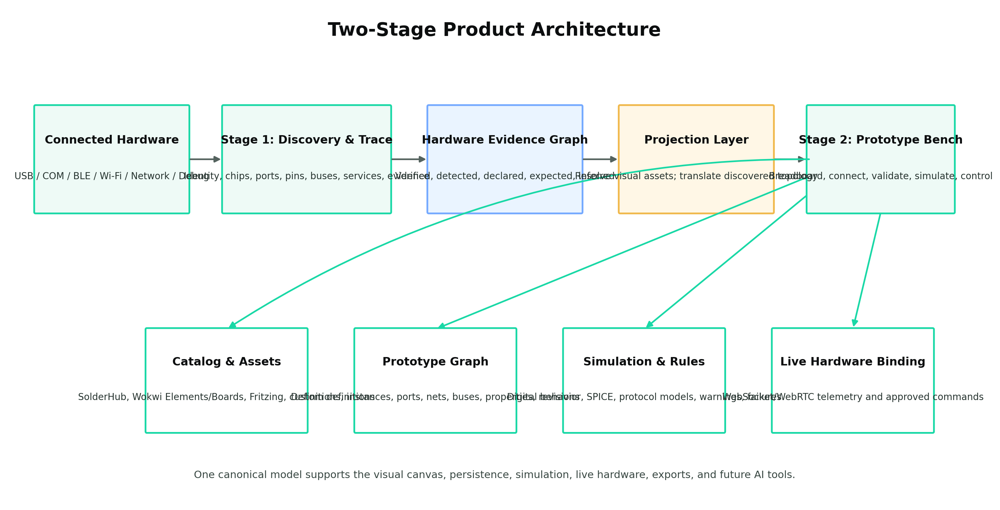 Two-Stage Product Architecture
Connected Hardware
USB / COM / BLE / Wi-Fi / Network / Debug
Stage 1: Discovery & Trace
Identity, chips, ports, pins, buses, services, evidence
Hardware Evidence Graph
Verified, detected, declared, expected, inferred
Projection Layer
Resolve visual assets; translate discovered topology
Stage 2: Prototype Bench
Breadboard, connect, validate, simulate, control
Catalog & Assets
SolderHub, Wokwi Elements/Boards, Fritzing, custom definitions
Prototype Graph
Definitions, instances, ports, nets, buses, properties, revisions
Simulation & Rules
Digital behavior, SPICE, protocol models, warnings, failures
Live Hardware Binding
WebSocket/WebRTC telemetry and approved commands
One canonical model supports the visual canvas, persistence, simulation, live hardware, exports, and future AI tools.